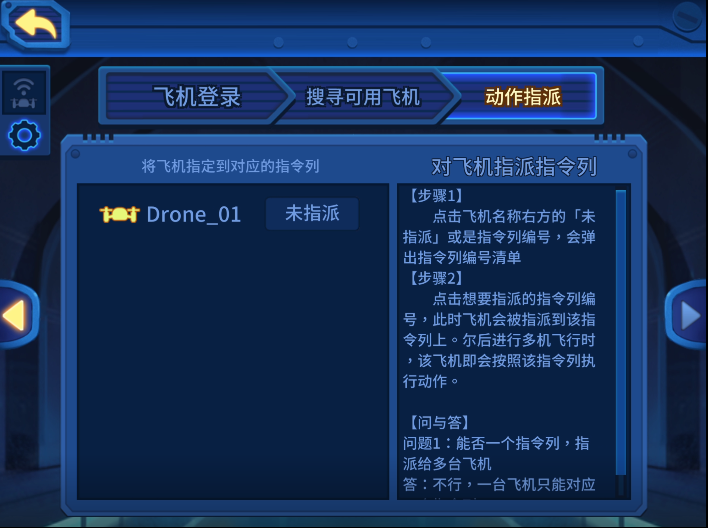 飞机登录
搜寻可用飞机
动作指派
将飞机指定到对应的指令列
对飞机指派指令列
Drone_01
未指派
【步骤1】
点击飞机名称右方的「未
指派」或是指令列编号，会弹
出指令列编号清单
【步骤2】
点击想要指派的指令列编
号，此时飞机会被指派到该指
令列上。尔后进行多机飞行时
，该飞机即会按照该指令列执
行动作。
【问与答】
问题1：能否一个指令列，指
派给多台飞机
答：不行，一台飞机只能对应